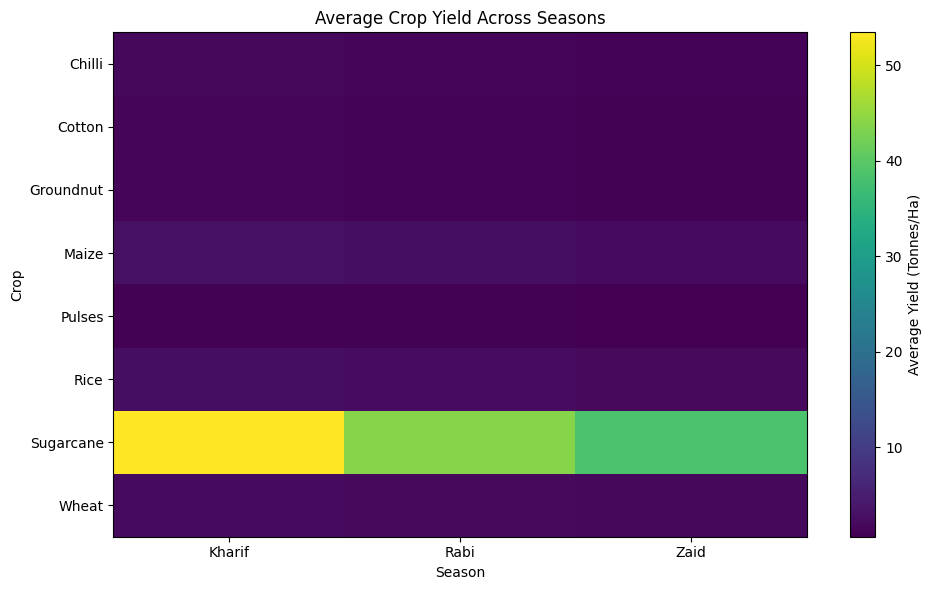 Average Crop Yield Across Seasons
Chilli
Cotton
Groundnut
Maize
Pulses
Rice
Sugarcane
Wheat
Crop
Kharif
Rabi
Zaid
Season
50
40
30
20
10
Average Yield (Tonnes/Ha)